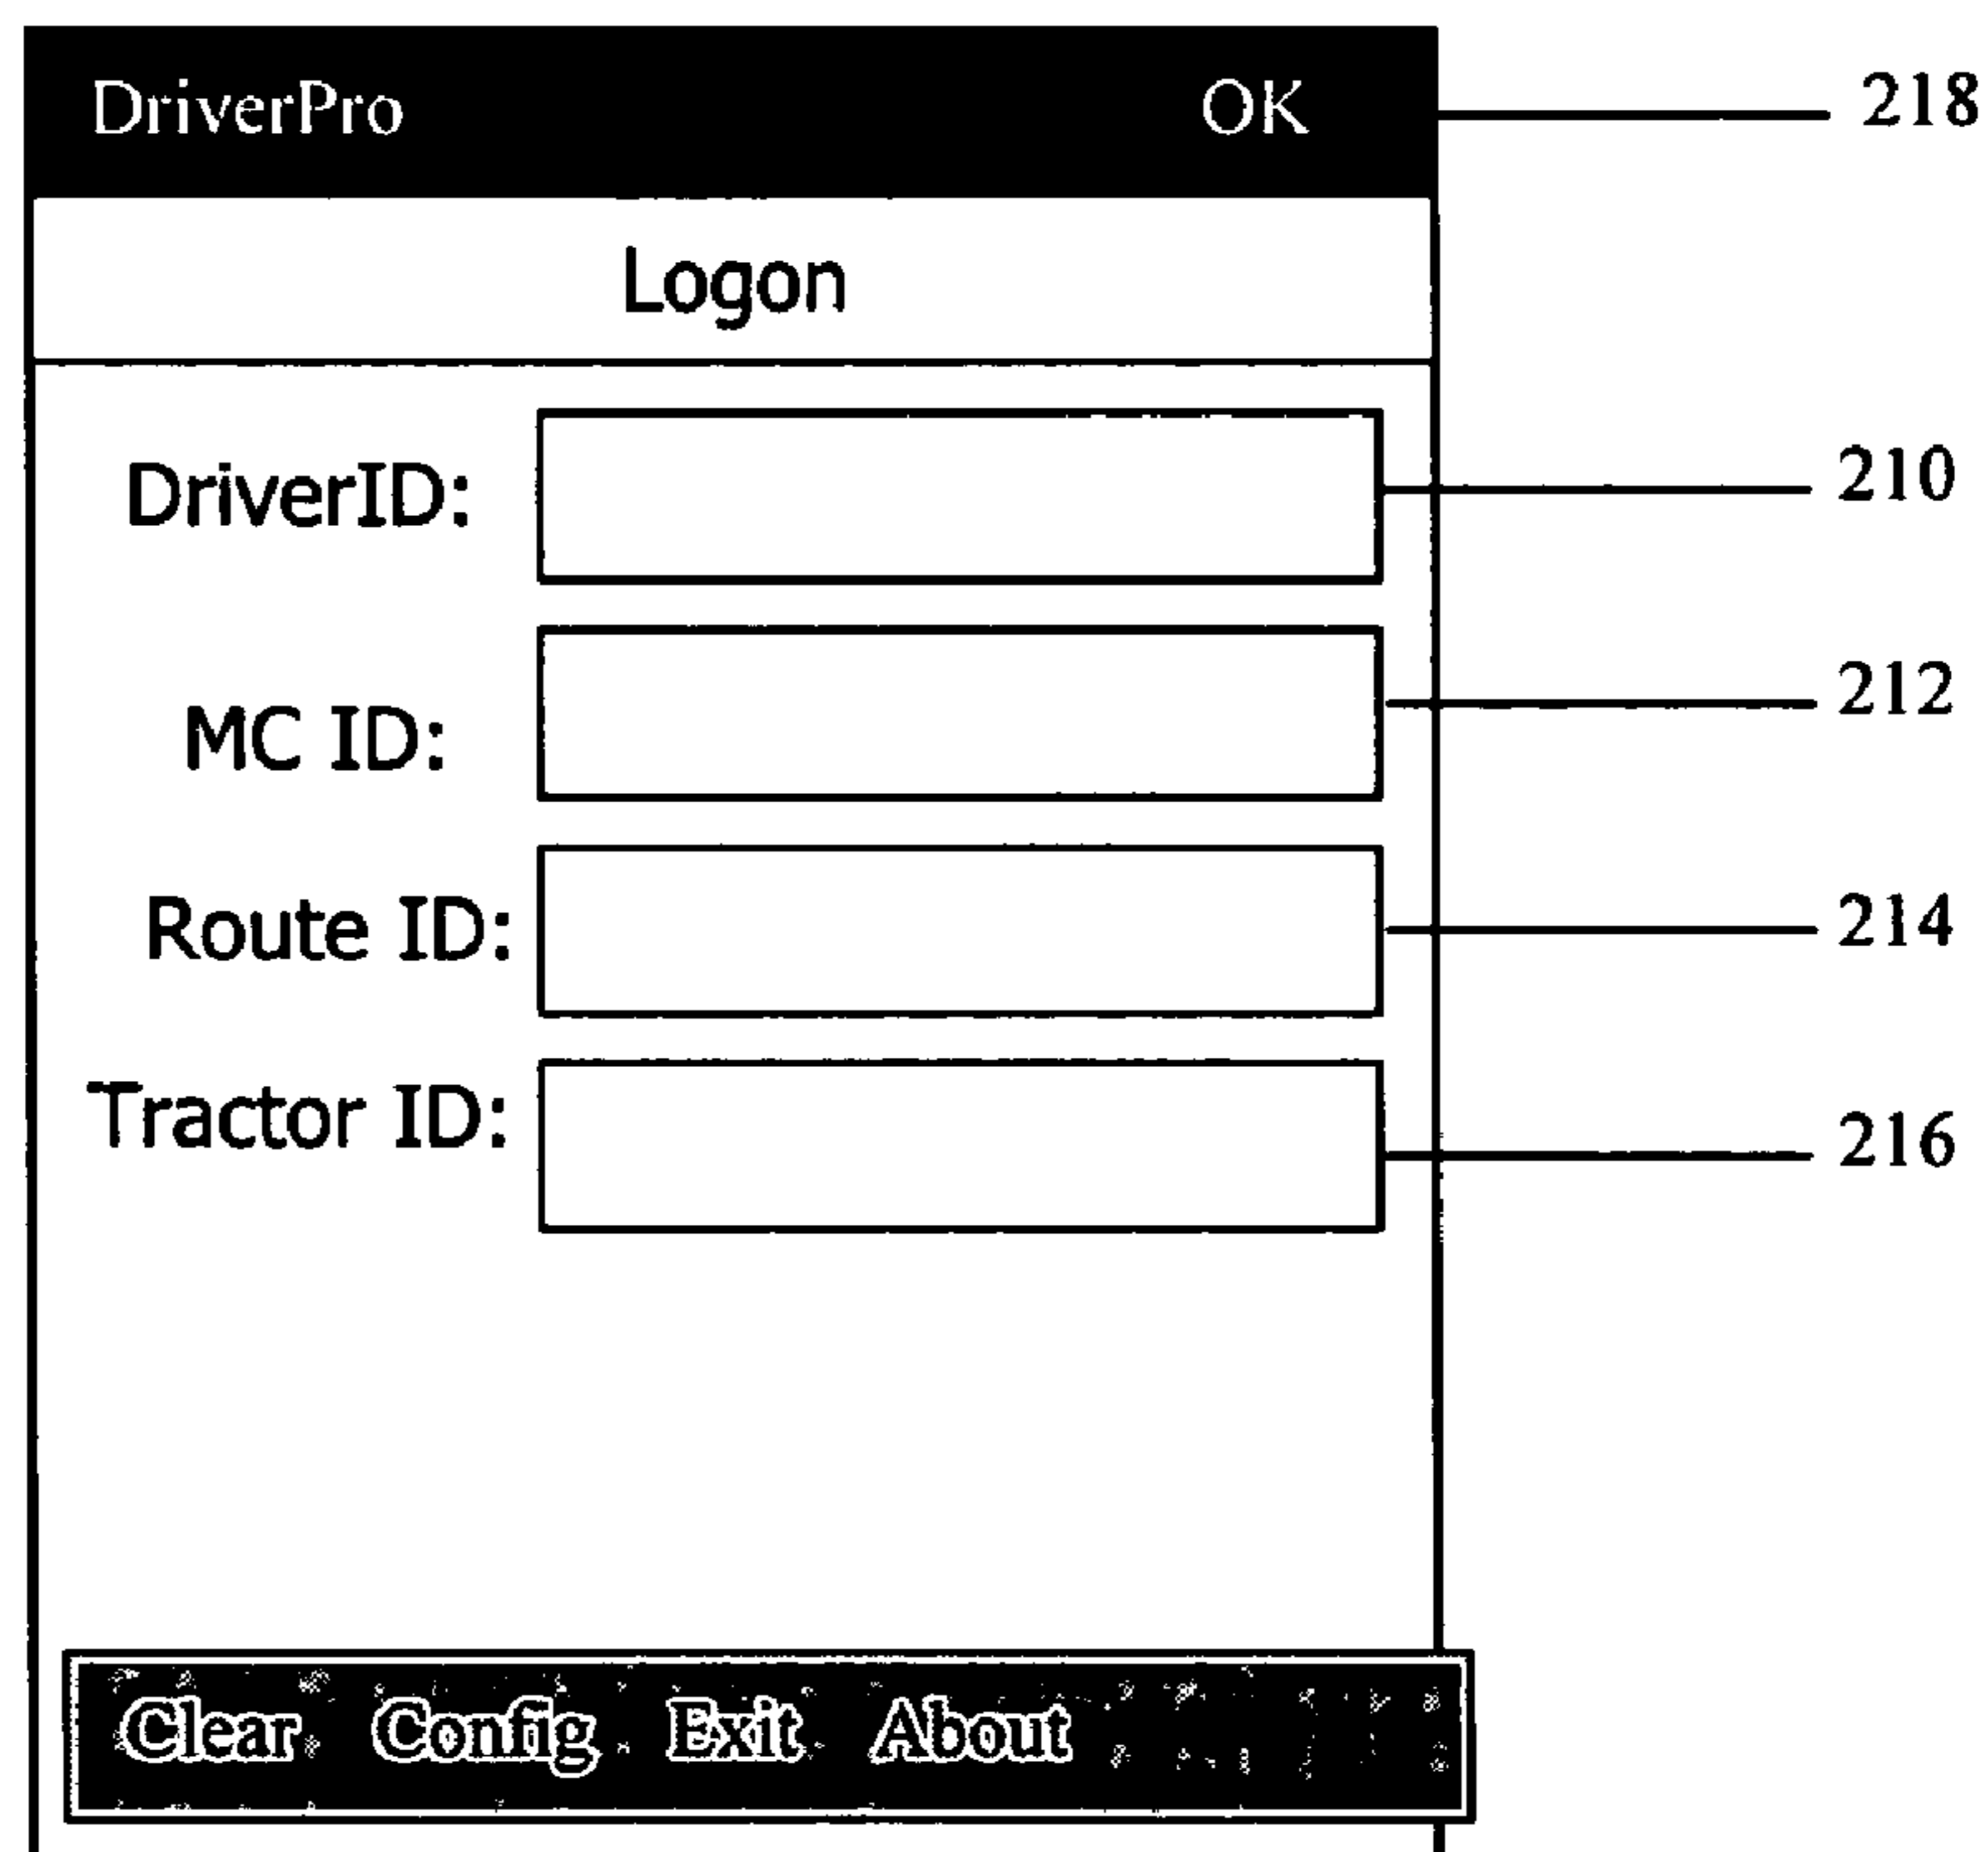 DriverPro OK 218
Logon
DriverID: 210
MC ID: 212
Route ID: 214
Tractor ID: 216
Clear Config Exit About